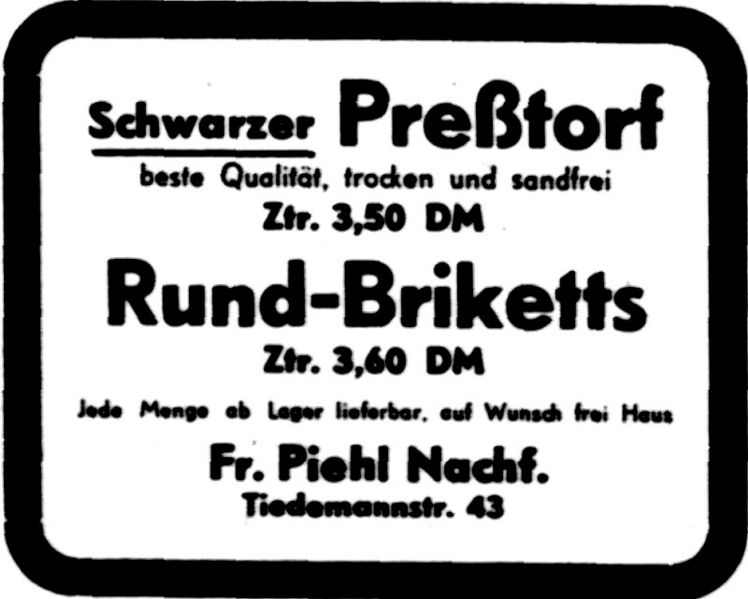 Schwarzer Preßtorf
beste Qualität, trocken und sandfrei
Ztr. 3,50 DM
Rund-Briketts
Ztr. 3,60 DM
Jede Menge ab Lager lieferbar, auf Wunsch frei Haus
Fr. Piehl Nachf.
Tiedemannstr. 43